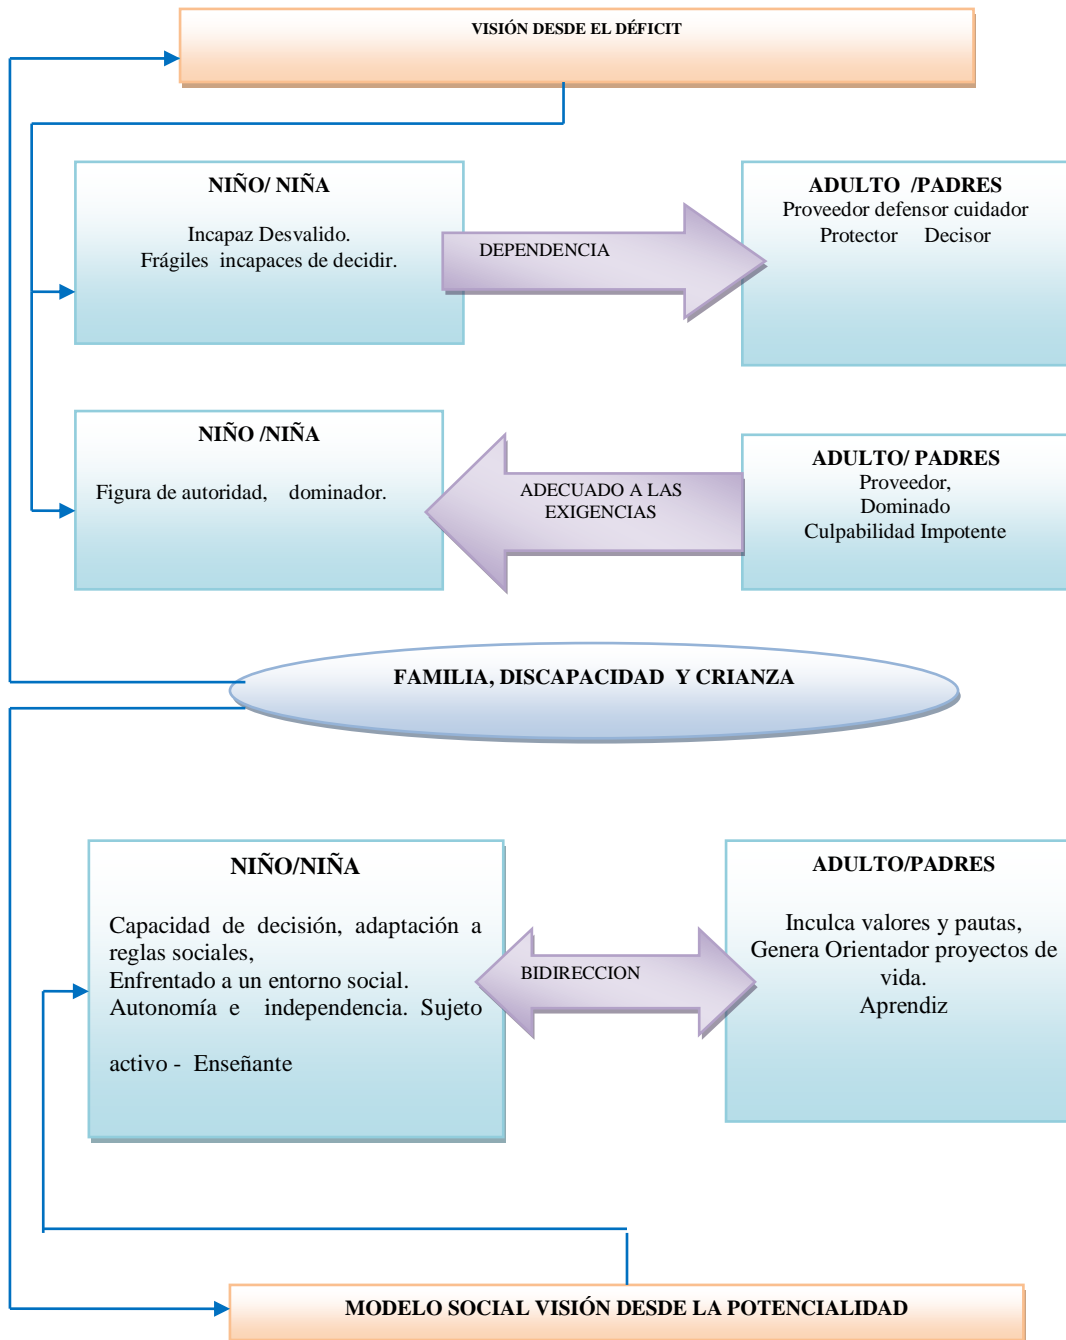 VISIÓN DESDE EL DÉFICIT
NIÑO/ NIÑA
Incapaz Desvalido.
Frágiles incapaces de decidir.
DEPENDENCIA
ADULTO /PADRES
Proveedor defensor cuidador
Protector Decisor
NIÑO /NIÑA
Figura de autoridad, dominador.
ADECUADO A LAS
EXIGENCIAS
ADULTO/ PADRES
Proveedor,
Dominado
Culpabilidad Impotente
FAMILIA, DISCAPACIDAD Y CRIANZA
NIÑO/NIÑA
Capacidad de decisión, adaptación a
reglas sociales,
Enfrentado a un entorno social.
Autonomía e independencia. Sujeto
activo - Enseñante
BIDIRECCION
ADULTO/PADRES
Inculca valores y pautas,
Genera Orientador proyectos de
vida.
Aprendiz
MODELO SOCIAL VISIÓN DESDE LA POTENCIALIDAD